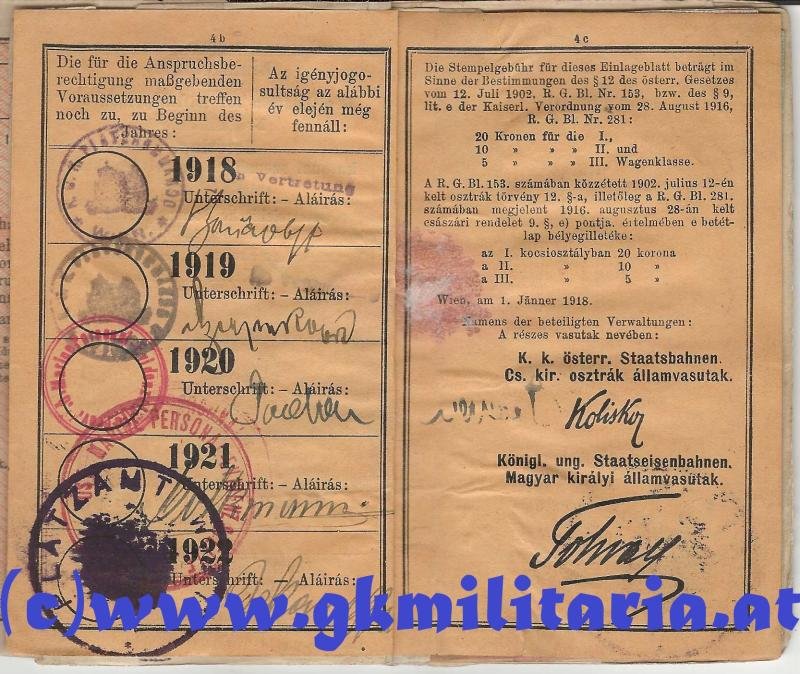 4 b
Die für die Anspruchsbe-
rechtigung maßgebenden
Voraussetzungen treffen
noch zu, zu Beginn des
Jahres:
Az igényjogo-
sultság az alábbi
év elején még
fennáll:
1918
Vertretung
Unterschrift: – Aláírás:
1919
Unterschrift: – Aláírás:
1920
Unterschrift: – Aláírás:
1921
Unterschrift: – Aláírás:
1922
Unterschrift: – Aláírás:
PLATZAMT W
4 c
Die Stempelgebühr für dieses Einlageblatt beträgt im
Sinne der Bestimmungen des § 12 des österr. Gesetzes
vom 12. Juli 1902, R. G. Bl. Nr. 153, bzw. des § 9,
lit. e der Kaiserl. Verordnung vom 28. August 1916,
R. G. Bl. Nr. 281:
20 Kronen für die I.,
10 » » » II. und
5 » » » III. Wagenklasse.
A R. G. Bl. 153. számában közzétett 1902. julius 12-én
kelt osztrák törvény 12. §-a, illetőleg a R. G. Bl. 281.
számában megjelent 1916. augusztus 28-án kelt
császári rendelet 9. §, e) pontja. értelmében e betét-
lap bélyegilletéke:
az I. kocsiosztályban 20 korona
a II. » 10 »
a III. » 5 »
Wien, am 1. Jänner 1918.
Namens der beteiligten Verwaltungen:
A részes vasutak nevében:
K. k. österr. Staatsbahnen.
Cs. kir. osztrák államvasutak.
Kolisko
Königl. ung. Staatseisenbahnen.
Magyar királyi államvasutak.
Tolnay
(c)www.gkmilitaria.at